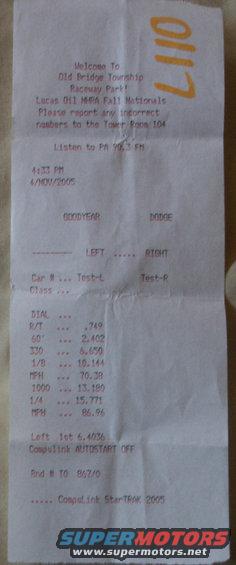 0117
Welcome To
Old Bridge Township
Raceway Park!
Lucas Oil NHRA Fall Nationals
Please report any incorrect
numbers to the Tower Room 104
Listen to PA 90.3 FM
4:33 PM
4/NOV/2005
GOODYEAR DODGE
--------- LEFT ..... RIGHT
Car # ... Test-L Test-R
Class ...
DIAL ...
R/T ... .749
60' ... 2.402
330 ... 6.650
1/8 ... 10.144
MPH ... 70.38
1000 ... 13.180
1/4 ... 15.771
MPH ... 86.96
Left 1st 6.4036
Compulink AUTOSTART OFF
Rnd # TO 867/0
..... CompuLink StarTRAK 2005
SUPERMOTORS
www.supermotors.net